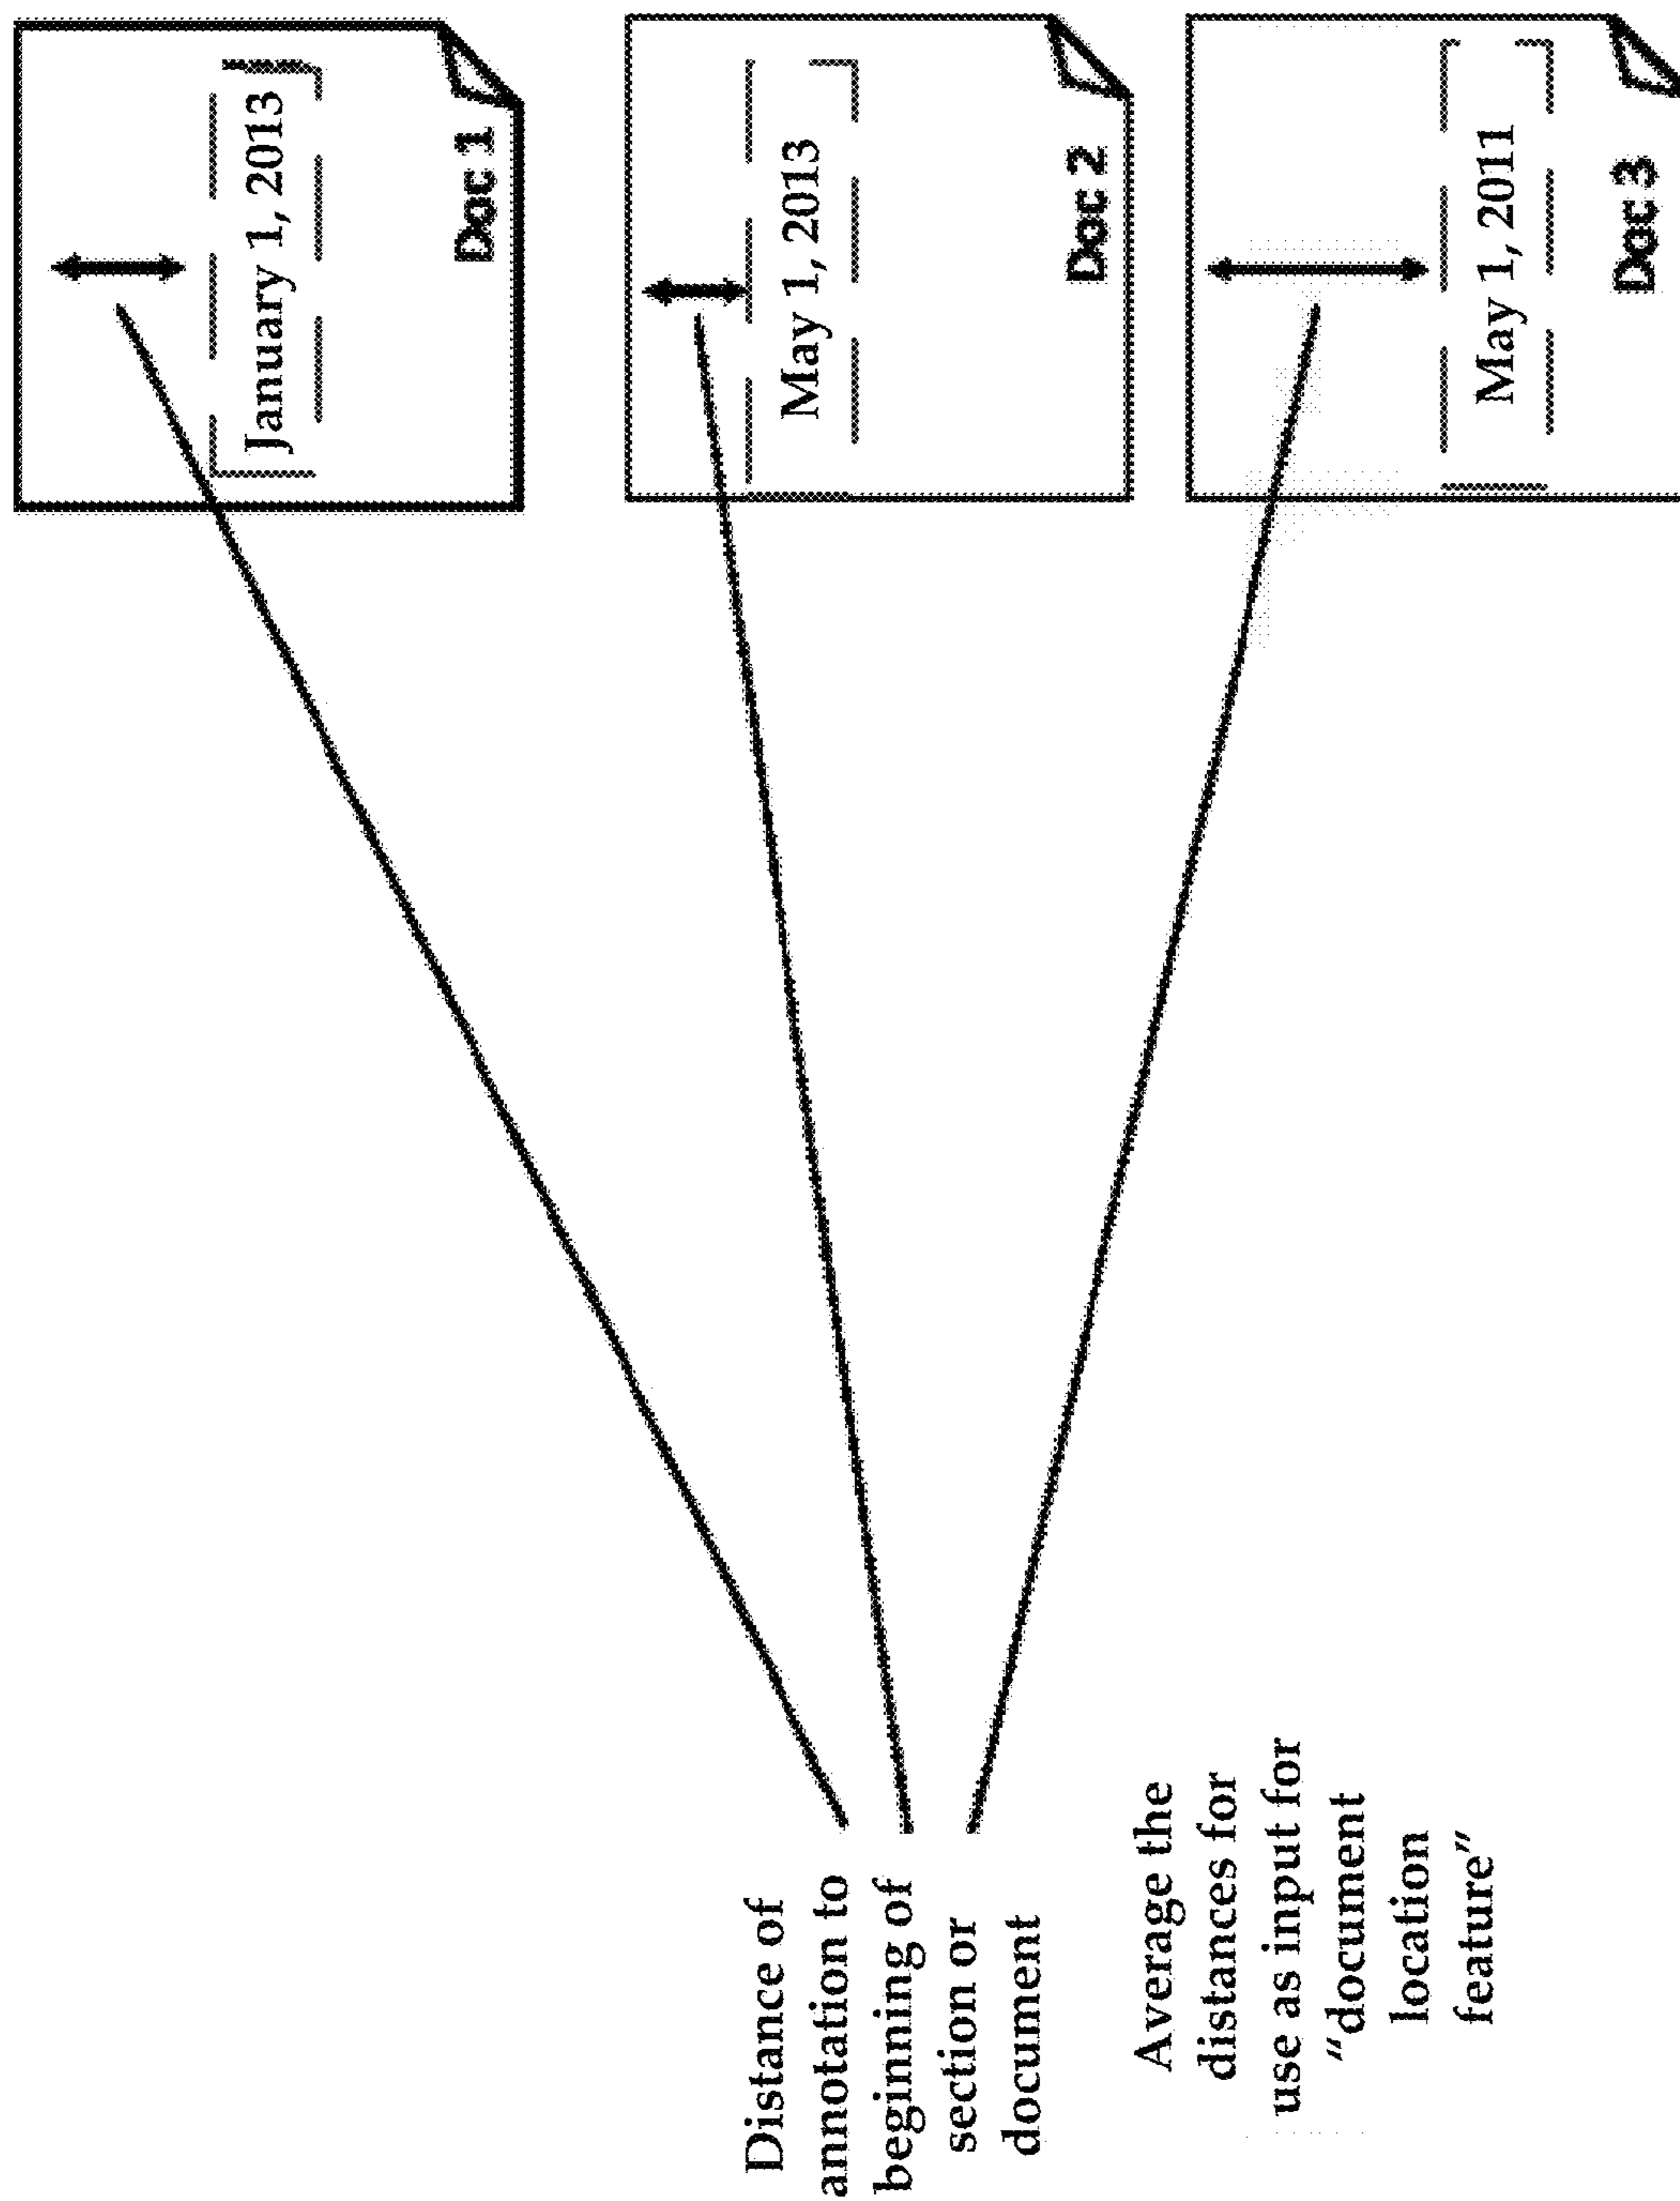 Distance of
annotation to
beginning of
section or
document
Average the
distances for
use as input for
"document
location
feature"
January 1, 2013
Doc 1
May 1, 2013
Doc 2
May 1, 2011
Doc 3